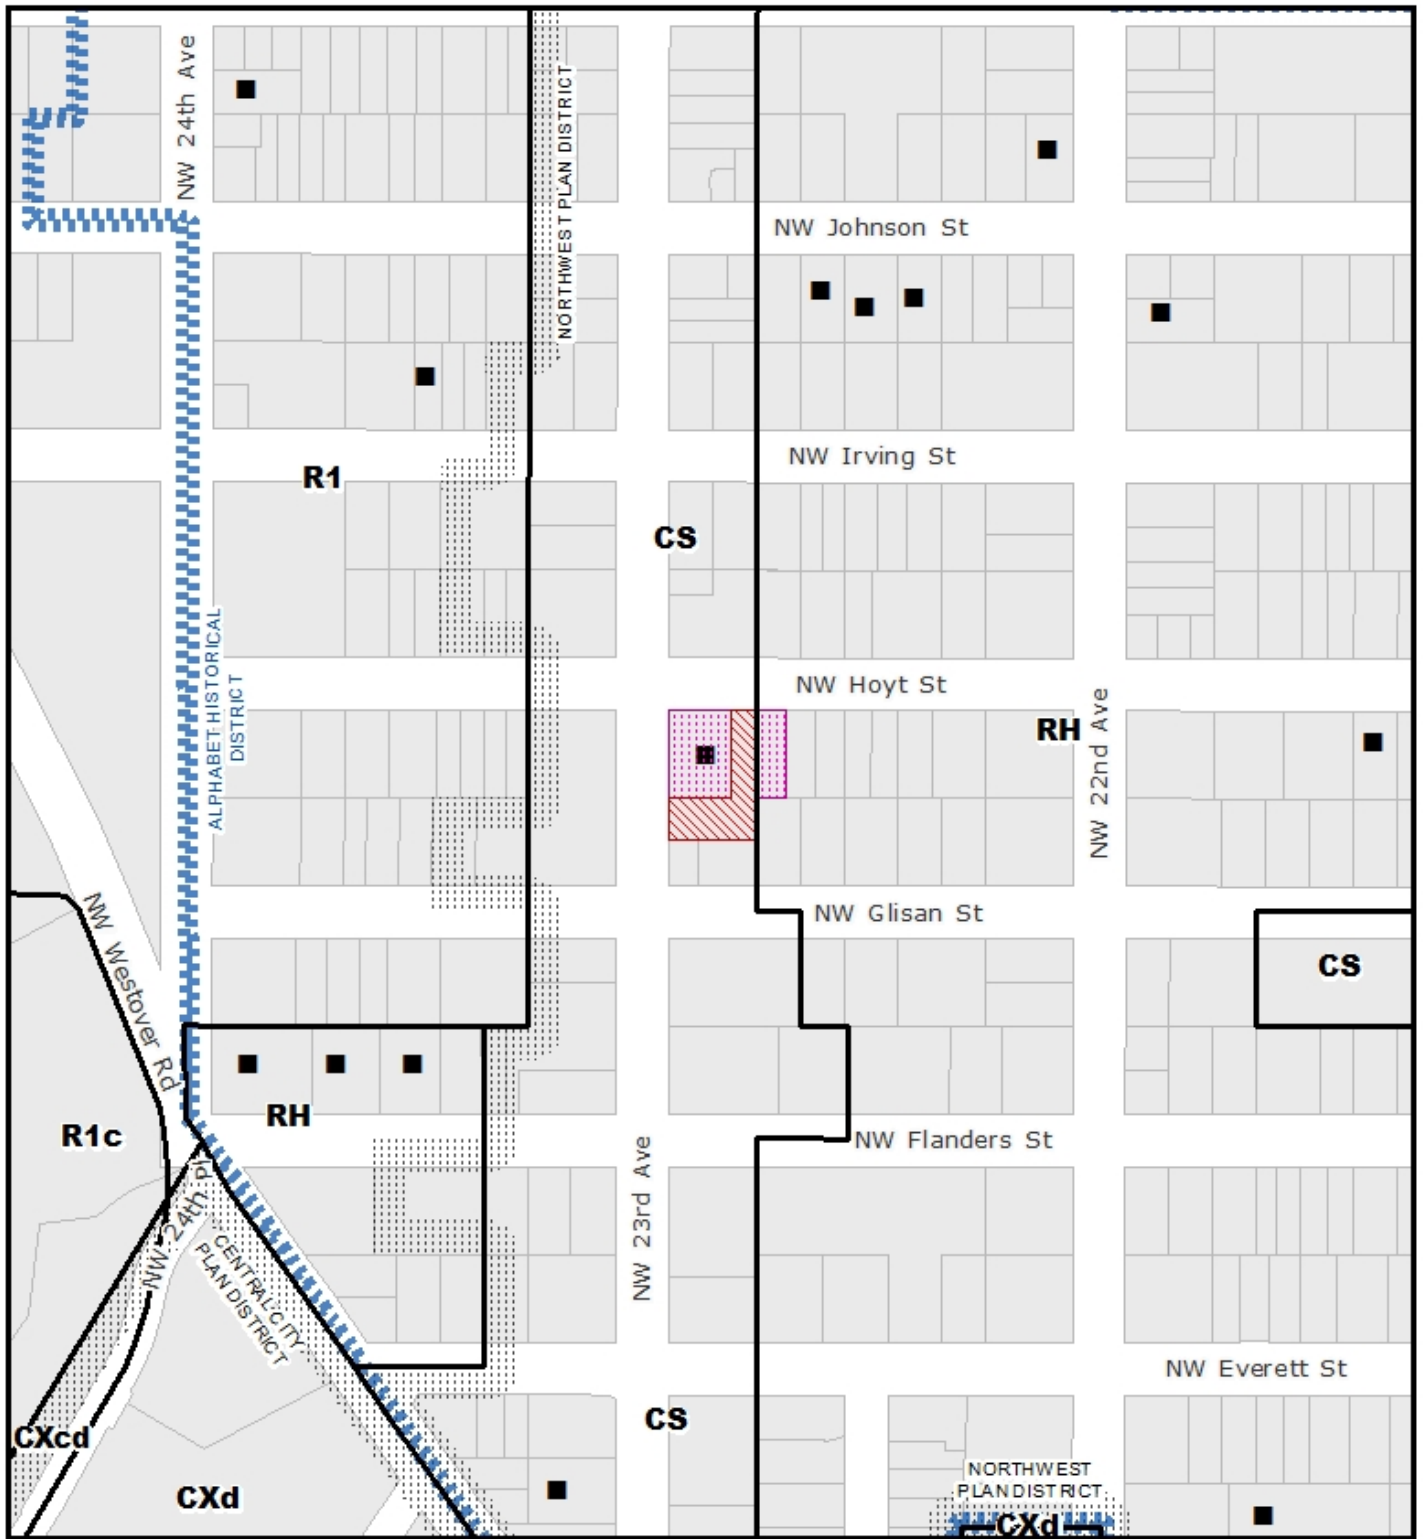 NW 24th Ave
NORTHWEST PLAN DISTRICT
NW Johnson St
NW Irving St
R1
CS
ALPHABET HISTORICAL
DISTRICT
NW Hoyt St
RH
NW 22nd Ave
NW Westover Rd
NW Glisan St
CS
RH
R1c
NW Flanders St
NW 23rd Ave
NW 24th Pl
CENTRAL CITY
PLAN DISTRICT
NW Everett St
CS
CXcd
CXd
NORTHWEST
PLAN DISTRICT
CXd